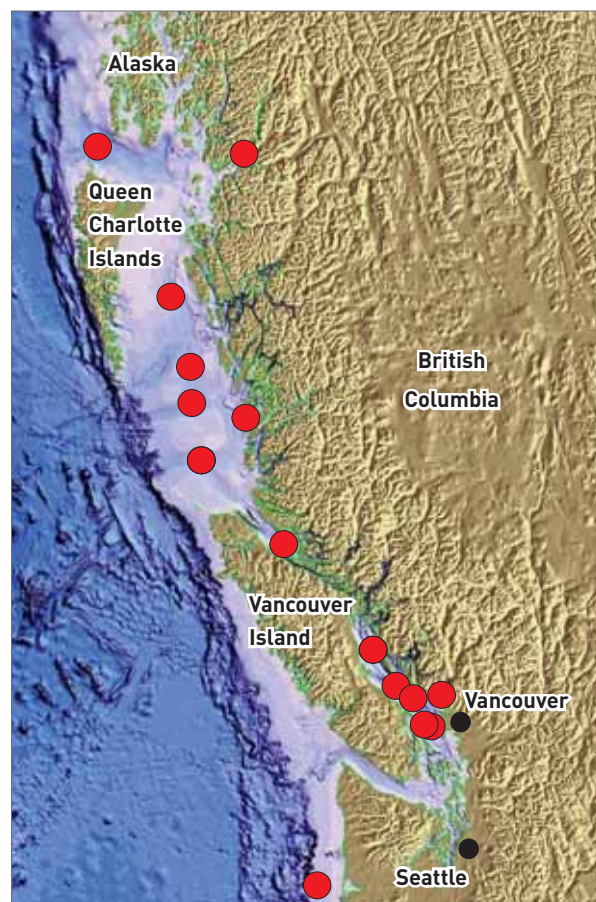 Alaska
Queen
Charlotte
Islands
British
Columbia
Vancouver
Island
Vancouver
Seattle